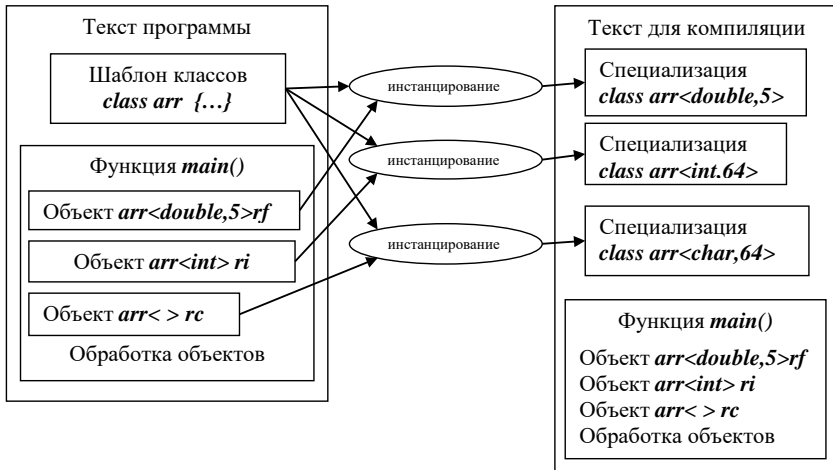 Текст программы
Шаблон классов
class arr {…}
Функция main()
Объект arr<double,5>rf
Объект arr<int> ri
Объект arr< > rc
Обработка объектов
инстанцирование
инстанцирование
инстанцирование
Текст для компиляции
Специализация
class arr<double,5>
Специализация
class arr<int.64>
Специализация
class arr<char,64>
Функция main()
Объект arr<double,5>rf
Объект arr<int> ri
Объект arr< > rc
Обработка объектов